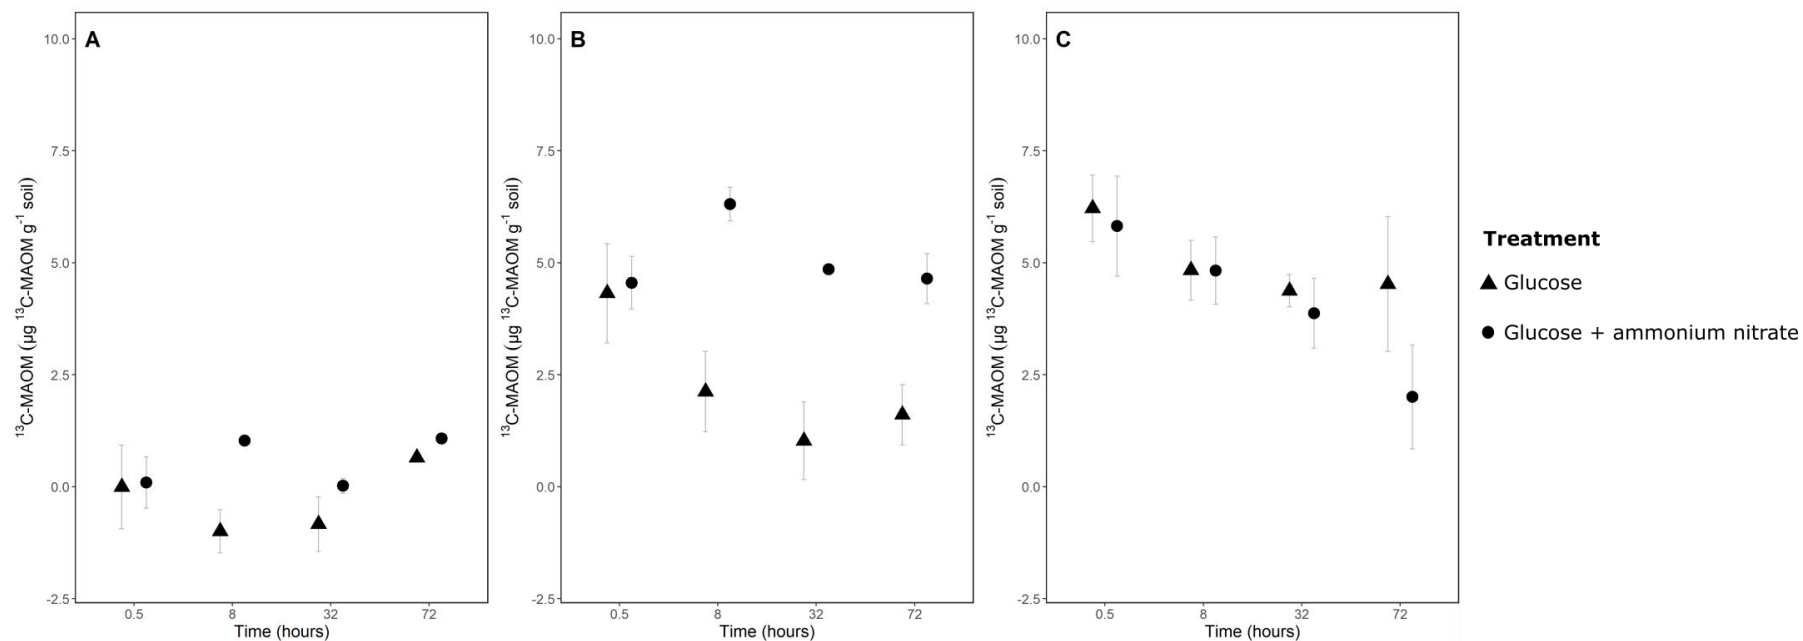 A
10.0
7.5
5.0
2.5
0.0
-2.5
¹³C-MAOM (µg ¹³C-MAOM g⁻¹ soil)
0.5 8 32 72
Time (hours)
B
10.0
7.5
5.0
2.5
0.0
-2.5
¹³C-MAOM (µg ¹³C-MAOM g⁻¹ soil)
0.5 8 32 72
Time (hours)
C
10.0
7.5
5.0
2.5
0.0
-2.5
¹³C-MAOM (µg ¹³C-MAOM g⁻¹ soil)
0.5 8 32 72
Time (hours)
Treatment
Glucose
Glucose + ammonium nitrate